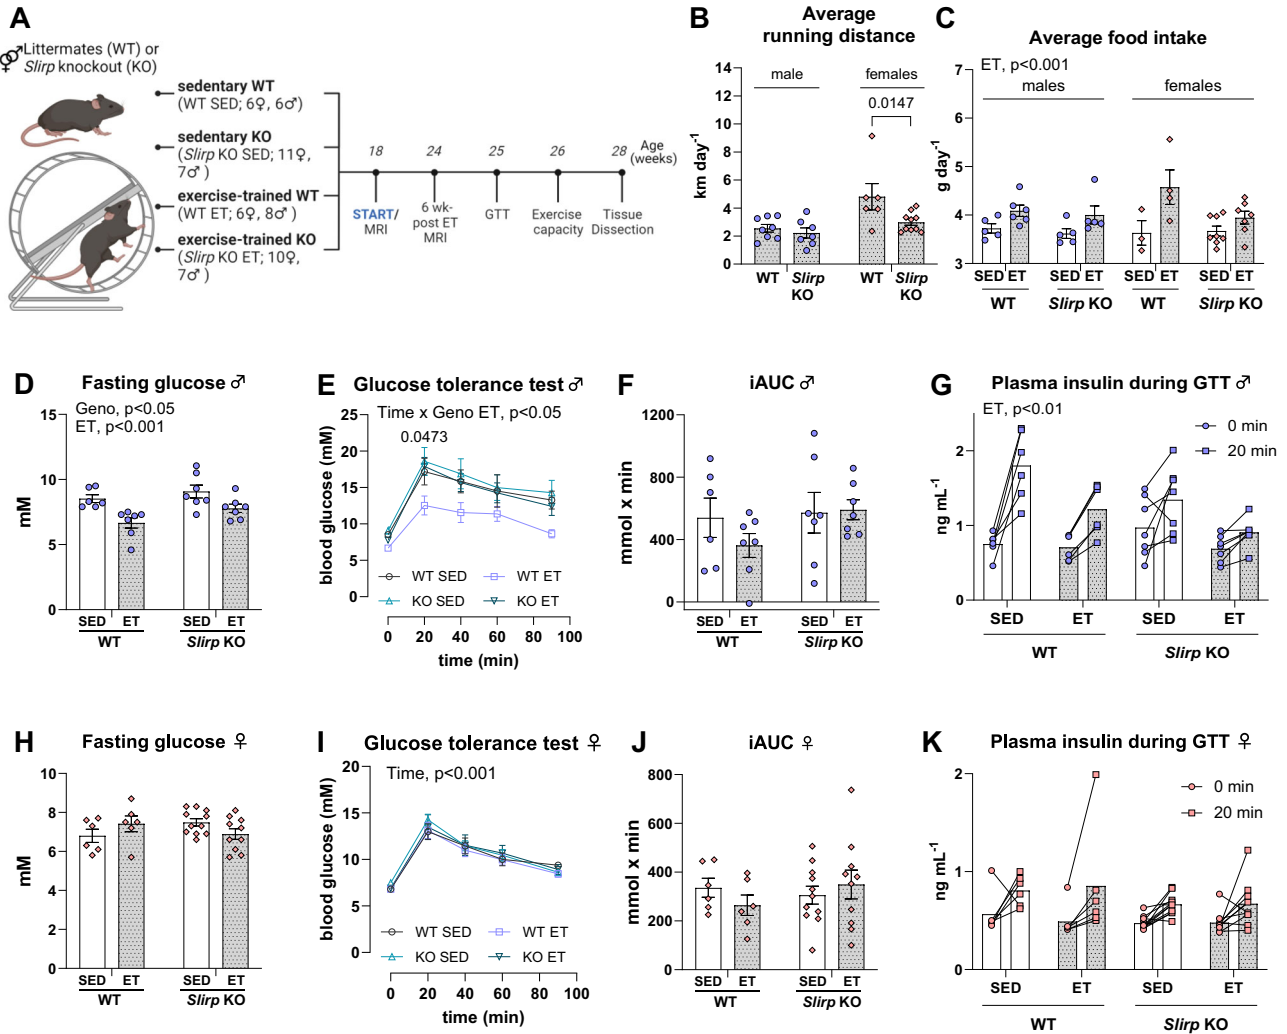 A
Littermates (WT) or
Slirp knockout (KO)
sedentary WT
(WT SED; 6♀, 6♂)
sedentary KO
(Slirp KO SED; 11♀,
7♂ )
exercise-trained WT
(WT ET; 6♀, 8♂)
exercise-trained KO
(Slirp KO ET; 10♀,
7♂ )
18 24 25 26 28 Age
(weeks)
START/
MRI
6 wk-
post ET
MRI
GTT
Exercise
capacity
Tissue
Dissection
B
Average
running distance
male females
0.0147
km day⁻¹
14
12
10
8
6
4
2
0
WT Slirp
KO
WT Slirp
KO
C
Average food intake
ET, p<0.001
males females
g day⁻¹
7
6
5
4
3
SED ET SED ET SED ET SED ET
WT Slirp KO WT Slirp KO
D
Fasting glucose ♂
Geno, p<0.05
ET, p<0.001
mM
15
10
5
0
SED ET SED ET
WT Slirp KO
E
Glucose tolerance test ♂
Time x Geno ET, p<0.05
0.0473
blood glucose (mM)
25
20
15
10
5
0
WT SED WT ET
KO SED KO ET
0 20 40 60 80 100
time (min)
F
iAUC ♂
mmol x min
1200
800
400
0
SED ET SED ET
WT Slirp KO
G
Plasma insulin during GTT ♂
ET, p<0.01
0 min
20 min
ng mL⁻¹
2
1
0
SED ET SED ET
WT Slirp KO
H
Fasting glucose ♀
mM
10
8
6
4
2
0
SED ET SED ET
WT Slirp KO
I
Glucose tolerance test ♀
Time, p<0.001
blood glucose (mM)
20
15
10
5
0
WT SED WT ET
KO SED KO ET
0 20 40 60 80 100
time (min)
J
iAUC ♀
mmol x min
800
600
400
200
0
SED ET SED ET
WT Slirp KO
K
Plasma insulin during GTT ♀
0 min
20 min
ng mL⁻¹
2
1
0
SED ET SED ET
WT Slirp KO